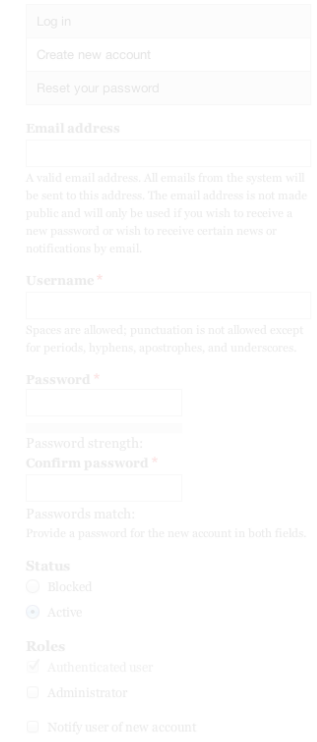 Log in
Create new account
Reset your password
Email address
A valid email address. All emails from the system will
be sent to this address. The email address is not made
public and will only be used if you wish to receive a
new password or wish to receive certain news or
notifications by email.
Username *
Spaces are allowed; punctuation is not allowed except
for periods, hyphens, apostrophes, and underscores.
Password *
Password strength:
Confirm password *
Passwords match:
Provide a password for the new account in both fields.
Status
Blocked
Active
Roles
Authenticated user
Administrator
Notify user of new account